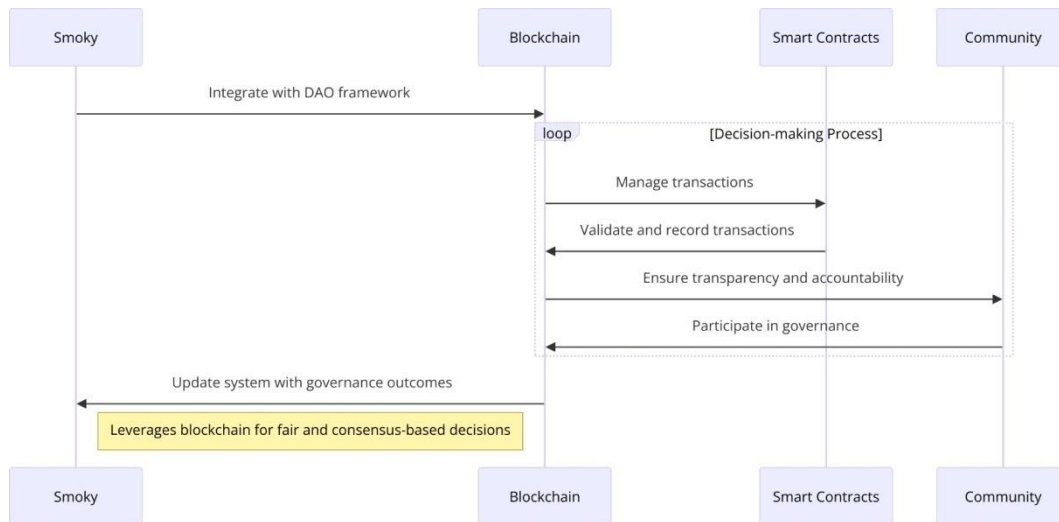 Smoky
Blockchain
Smart Contracts
Community
Integrate with DAO framework
loop
[Decision-making Process]
Manage transactions
Validate and record transactions
Ensure transparency and accountability
Participate in governance
Update system with governance outcomes
Leverages blockchain for fair and consensus-based decisions
Smoky
Blockchain
Smart Contracts
Community